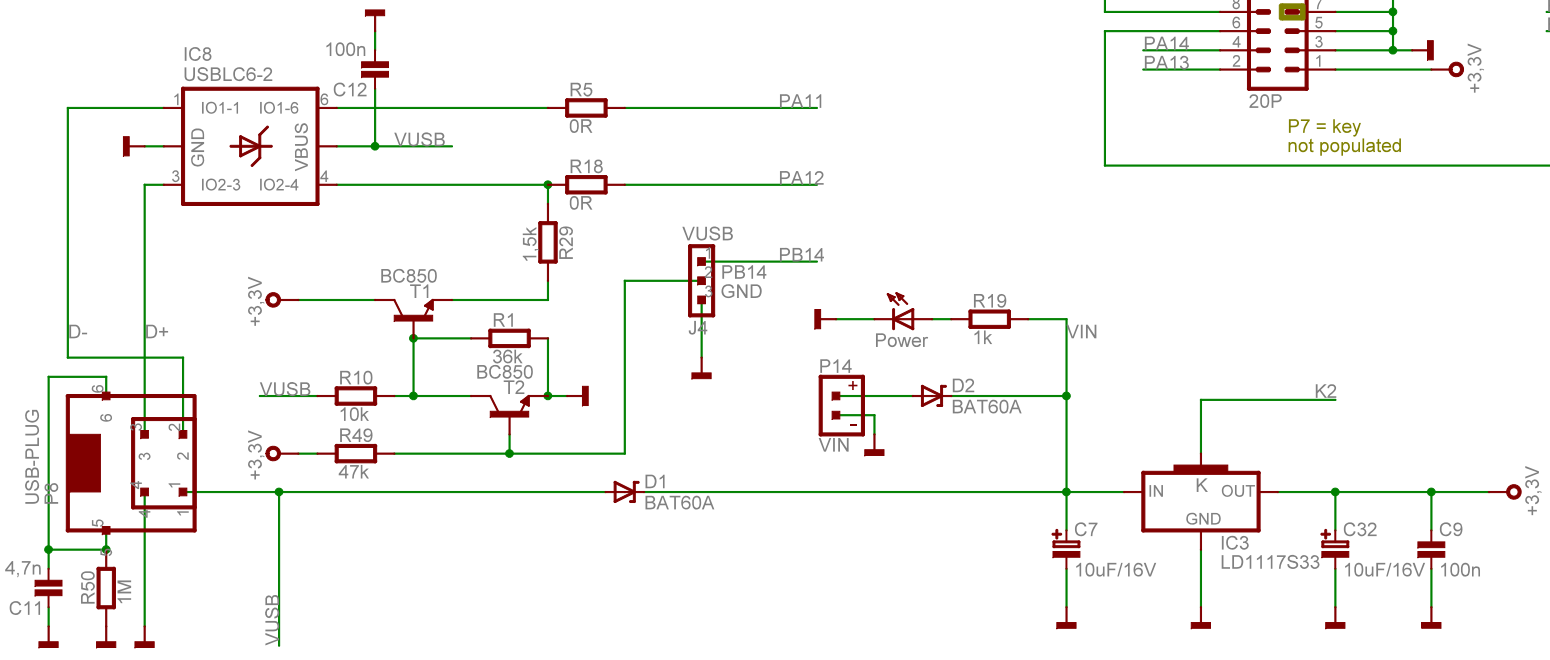 IC8
USBLC6-2
100n
C12
1
IO1-1
IO1-6
6
GND
VBUS
VUSB
3
IO2-3
IO2-4
4
R5
0R
PA11
R18
0R
PA12
1,5k
R29
8
7
6
5
PA14
4
3
PA13
2
1
+3,3V
20P
P7 = key
not populated
VUSB
1
PB14
2
PB14
3
GND
J4
+3,3V
BC850
T1
R1
36k
BC850
T2
VUSB
R10
10k
+3,3V
R49
47k
D-
D+
USB-PLUG
P8
6
6
3
3
2
2
4
4
1
1
5
5
4,7n
C11
R50
1M
VUSB
D1
BAT60A
Power
R19
1k
VIN
P14
+
-
VIN
D2
BAT60A
K2
IN
K
OUT
GND
IC3
LD1117S33
+
C7
10uF/16V
+
C32
10uF/16V
C9
100n
+3,3V